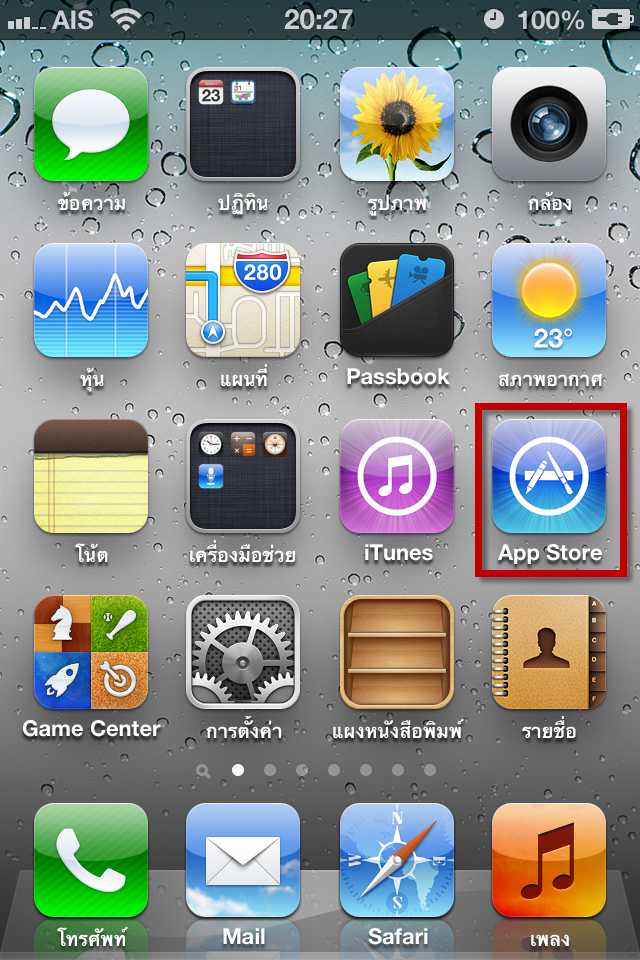 AIS 20:27 100%
23 31
ข้อความ ปฏิทิน รูปภาพ กล้อง
280
23°
หุ้น แผนที่ Passbook สภาพอากาศ
โน้ต เครื่องมือช่วย iTunes App Store
A
B
C
D
E
Game Center การตั้งค่า แผงหนังสือพิมพ์ รายชื่อ
N
W E
S
โทรศัพท์ Mail Safari เพลง